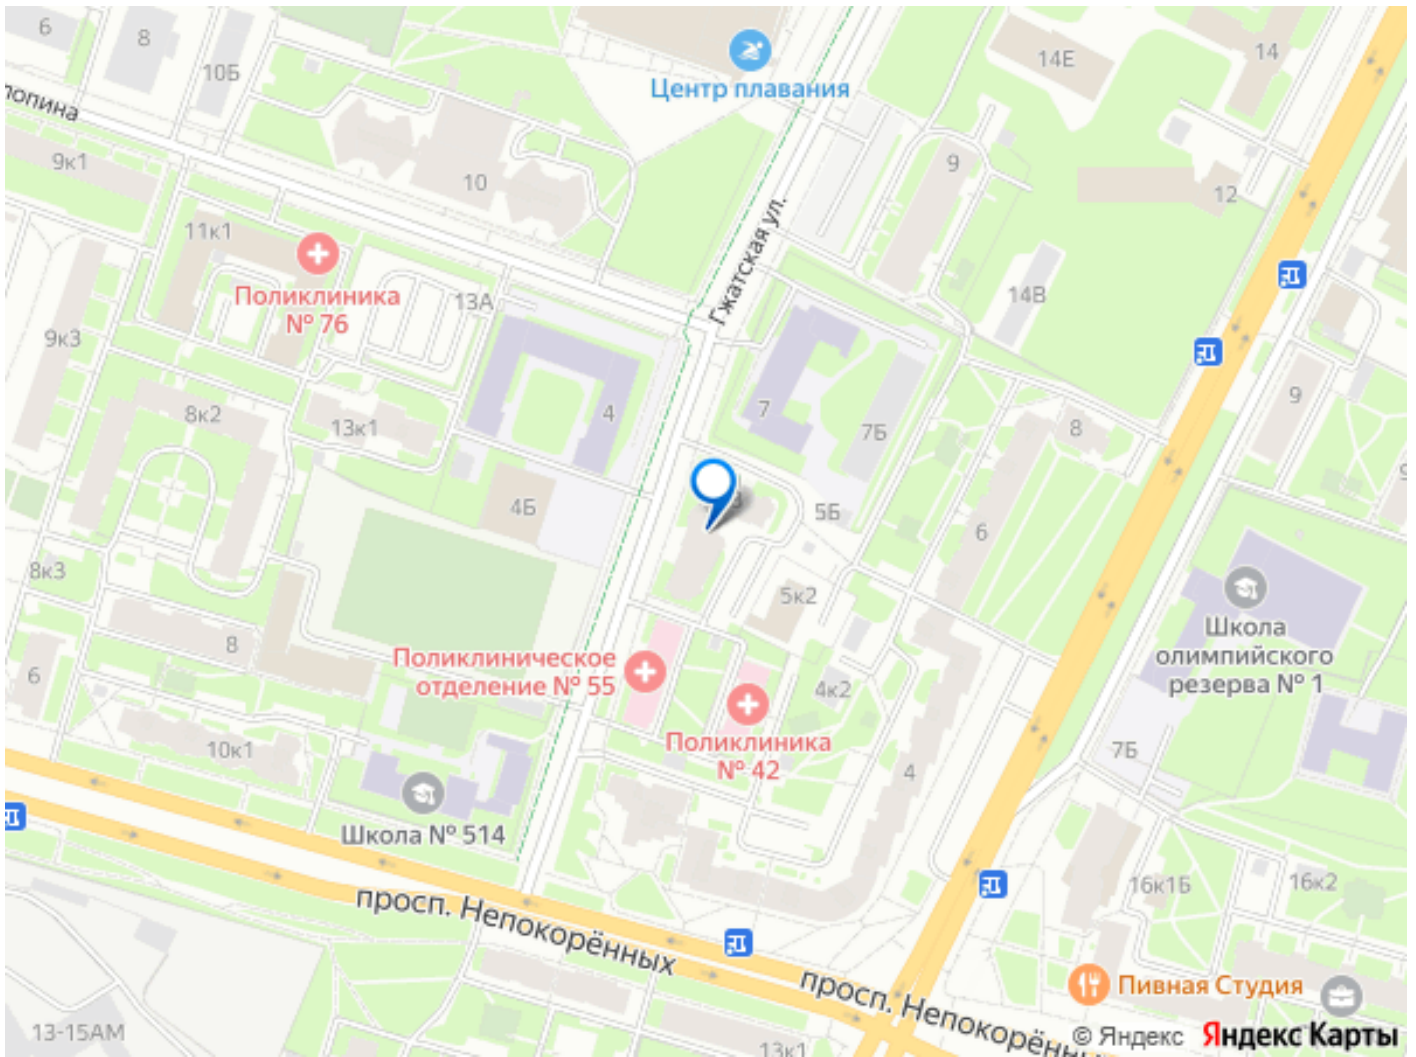 6
8
10Б
Центр плавания
14Е
14
9к1
10
9
12
Гжатская ул.
11к1
Поликлиника
№ 76
13А
14В
9к3
8к2
13к1
4
7
7Б
8
9
4Б
5Б
6
8к3
5к2
Школа
олимпийского
резерва № 1
8
6
Поликлиническое
отделение № 55
4к2
Поликлиника
№ 42
10к1
4
7Б
Школа № 514
16к1Б
16к2
просп. Непокорённых
просп. Непокорённ
Пивная Студия
13-15АМ
13к1
© Яндекс Яндекс Карты